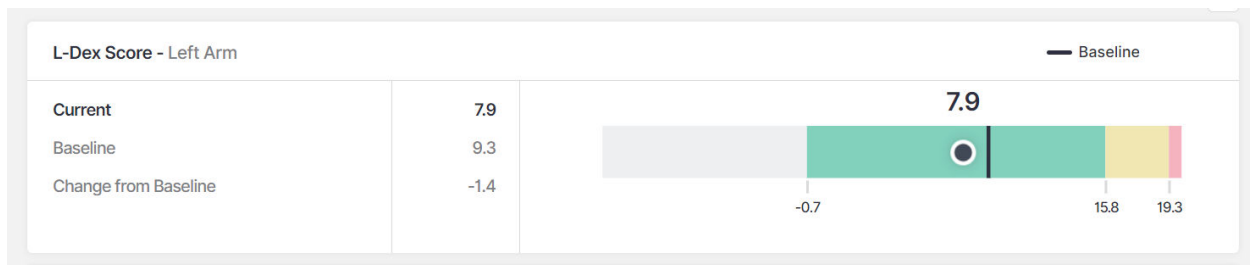 L-Dex Score - Left Arm
Baseline
Current 7.9
Baseline 9.3
Change from Baseline -1.4
7.9
-0.7 15.8 19.3